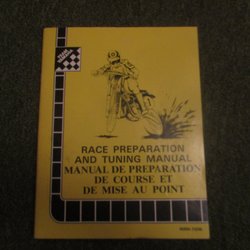 RACE PREPARATION
AND TUNING MANUAL
MANUAL DE PREPARATION
DE COURSE ET
DE MISE AU POINT